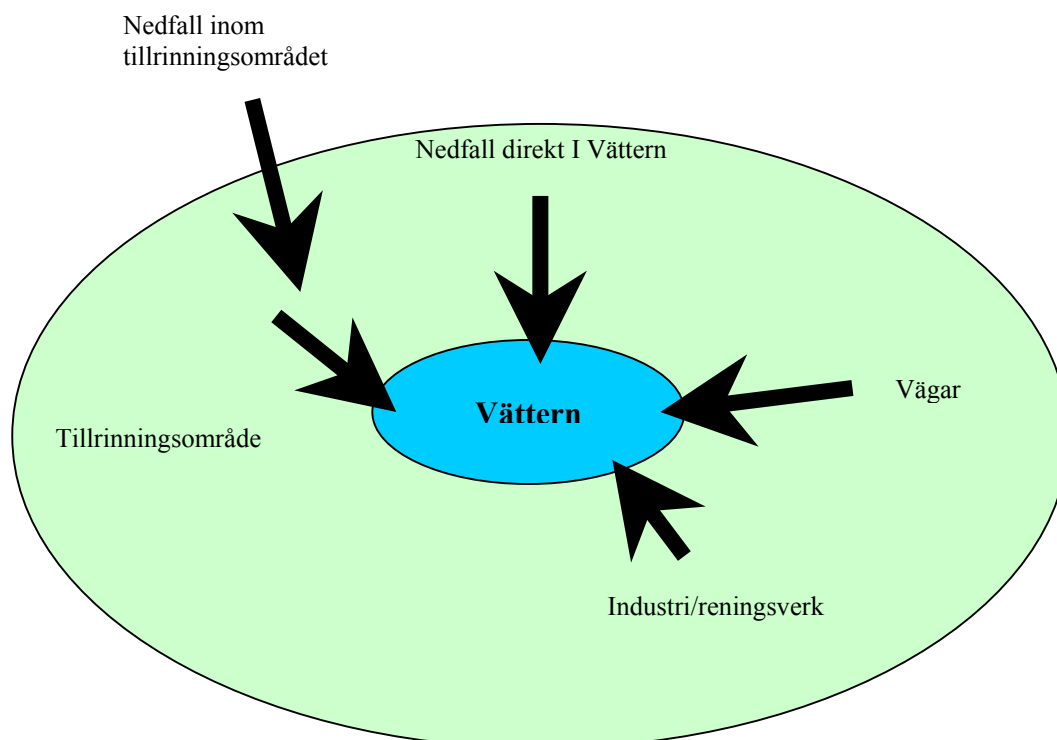 Nedfall inom
tillrinningsområdet
Nedfall direkt I Vättern
Vättern
Vägar
Tillrinningsområde
Industri/reningsverk